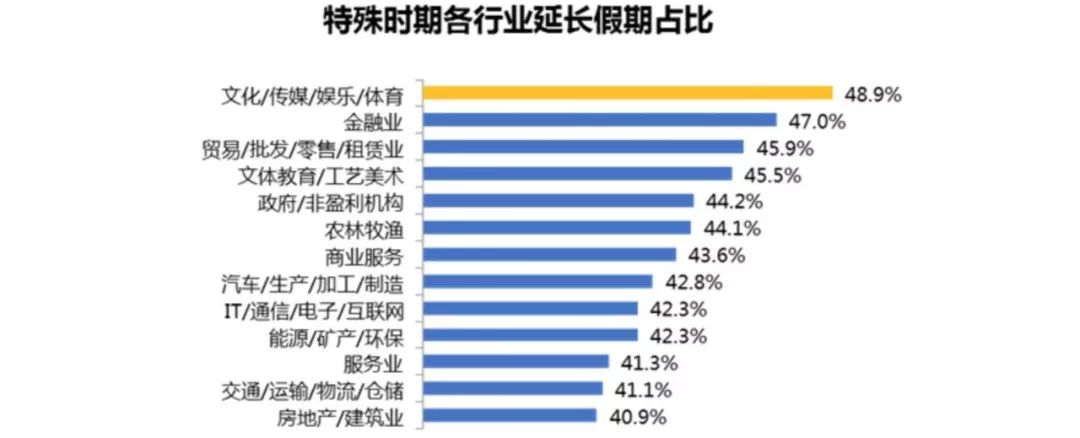 特殊时期各行业延长假期占比
文化/传媒/娱乐/体育 48.9%
金融业 47.0%
贸易/批发/零售/租赁业 45.9%
文体教育/工艺美术 45.5%
政府/非盈利机构 44.2%
农林牧渔 44.1%
商业服务 43.6%
汽车/生产/加工/制造 42.8%
IT/通信/电子/互联网 42.3%
能源/矿产/环保 42.3%
服务业 41.3%
交通/运输/物流/仓储 41.1%
房地产/建筑业 40.9%